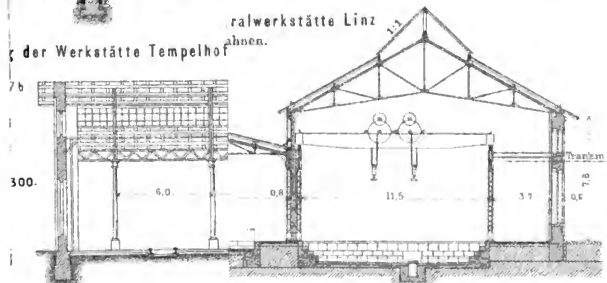 ralwerkstätte Linz
ahnen.
der Werkstätte Tempelhof
1:1
76
300.
6,0
0,8
11,5
3.7
0,6
7,8
Transm